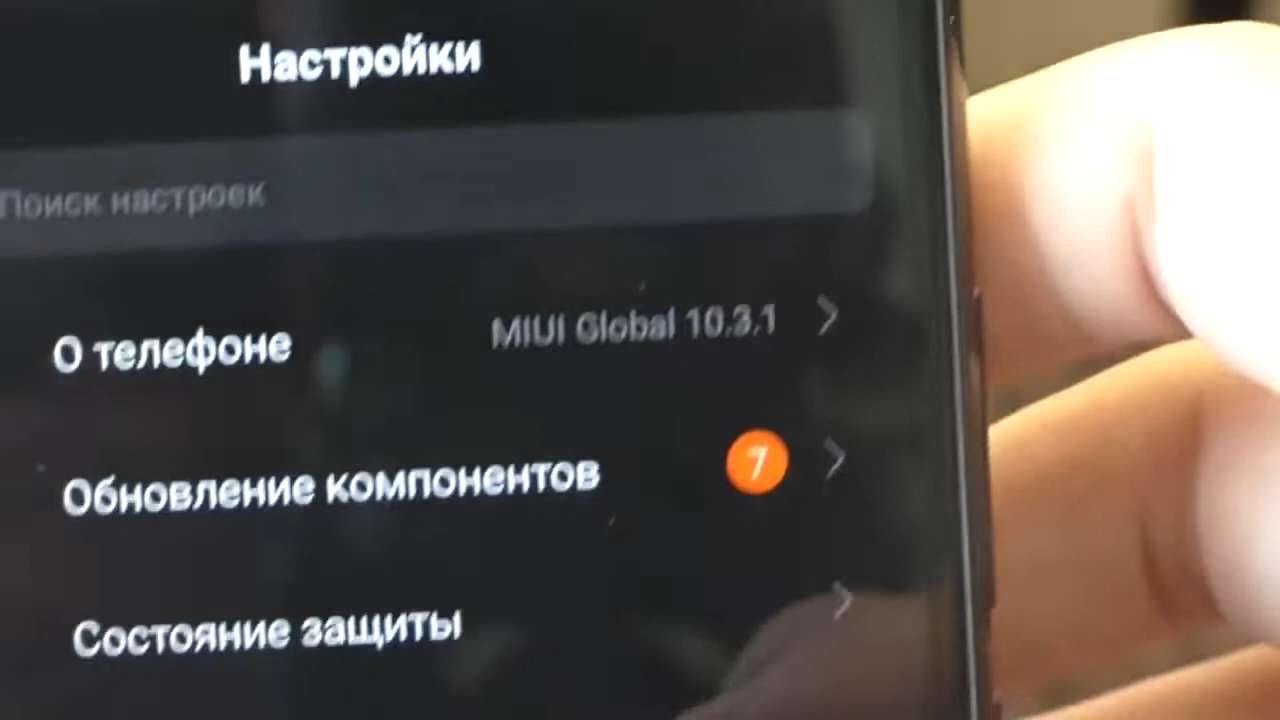 Настройки
Поиск настроек
О телефоне MIUI Global 10.3.1
Обновление компонентов 7
Состояние защиты